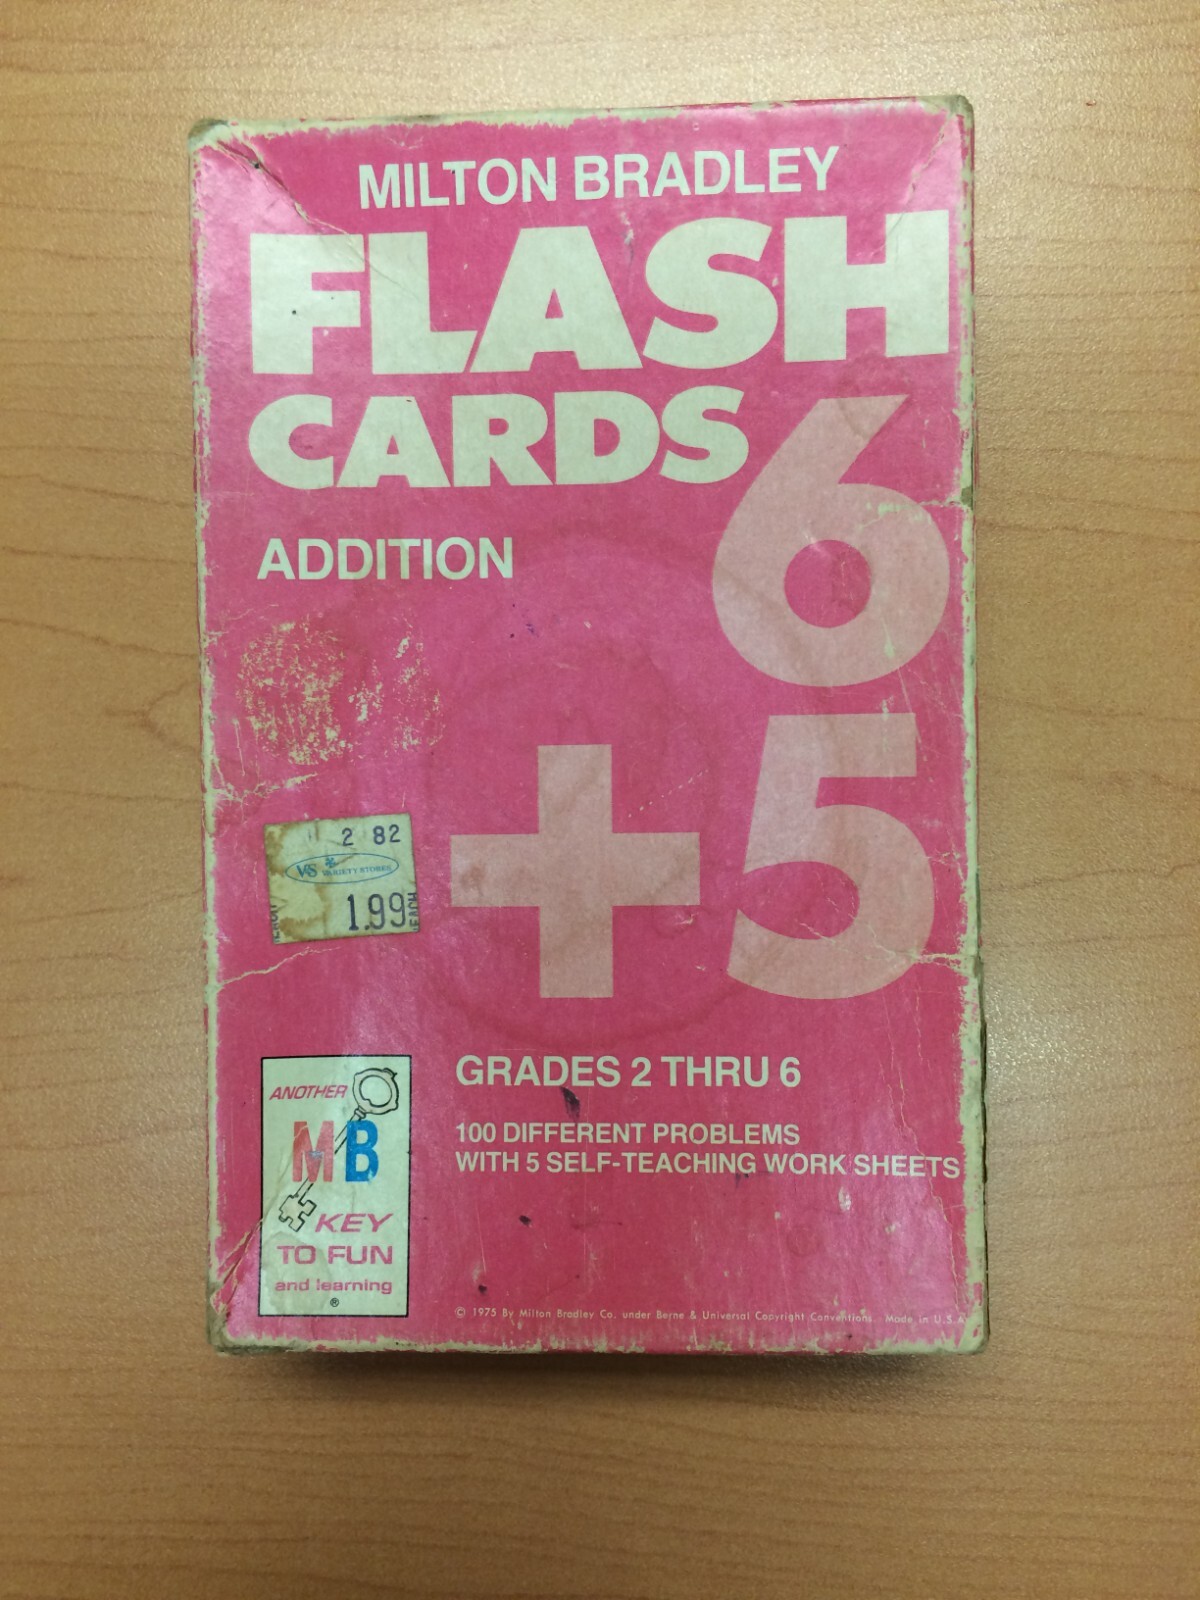 MILTON BRADLEY
FLASH
CARDS
ADDITION
6
+5
2 82
V&S VARIETY STORES
1.99
EACH
GRADES 2 THRU 6
100 DIFFERENT PROBLEMS
WITH 5 SELF-TEACHING WORK SHEETS
ANOTHER
MB
KEY
TO FUN
and learning
®
© 1975 By Milton Bradley Co. under Berne & Universal Copyright Conventions. Made in U.S.A